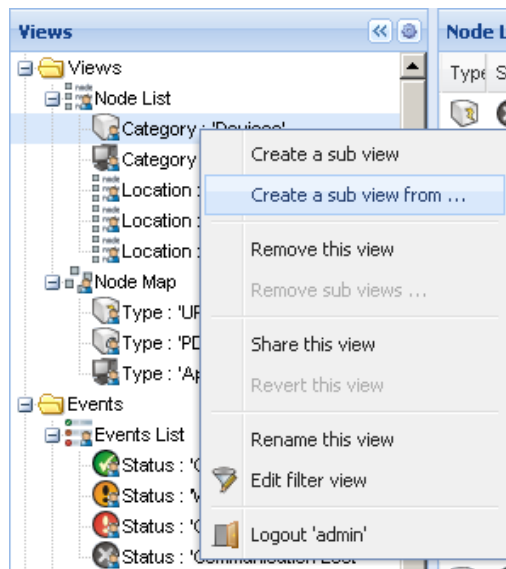 Views
Node L
Views
Type S
Node List
Category : 'Devices'
Create a sub view
Category
Create a sub view from ...
Location :
Location :
Remove this view
Location :
Remove sub views ...
Node Map
Type : 'UP
Share this view
Type : 'PD
Type : 'Ap
Revert this view
Events
Events List
Rename this view
Status : 'C
Edit filter view
Status : 'W
Status : 'C
Logout 'admin'
Status : 'Communication Lost'